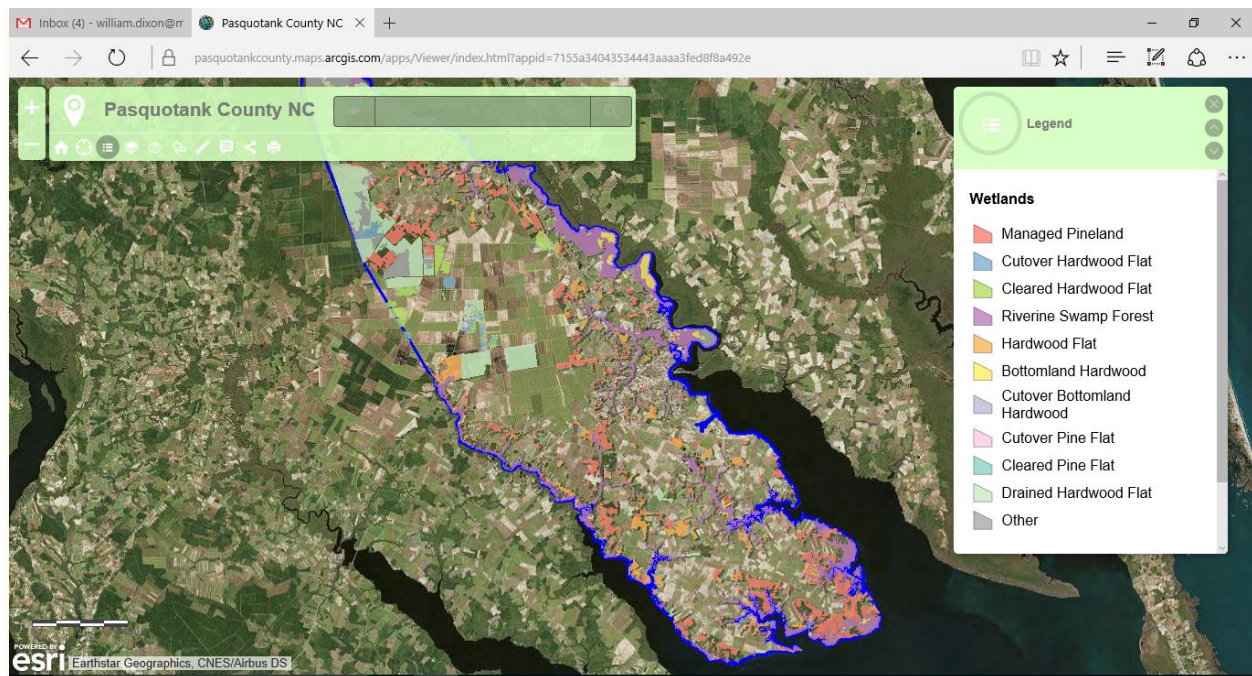 Inbox (4) - william.dixon@m
Pasquotank County NC
pasquotankcounty.maps.arcgis.com/apps/Viewer/index.html?appid=7155a34043534443aaaa3fed8f8a492e
Pasquotank County NC
Legend
Wetlands
Managed Pineland
Cutover Hardwood Flat
Cleared Hardwood Flat
Riverine Swamp Forest
Hardwood Flat
Bottomland Hardwood
Cutover Bottomland
Hardwood
Cutover Pine Flat
Cleared Pine Flat
Drained Hardwood Flat
Other
POWERED BY
esri
Earthstar Geographics, CNES/Airbus DS